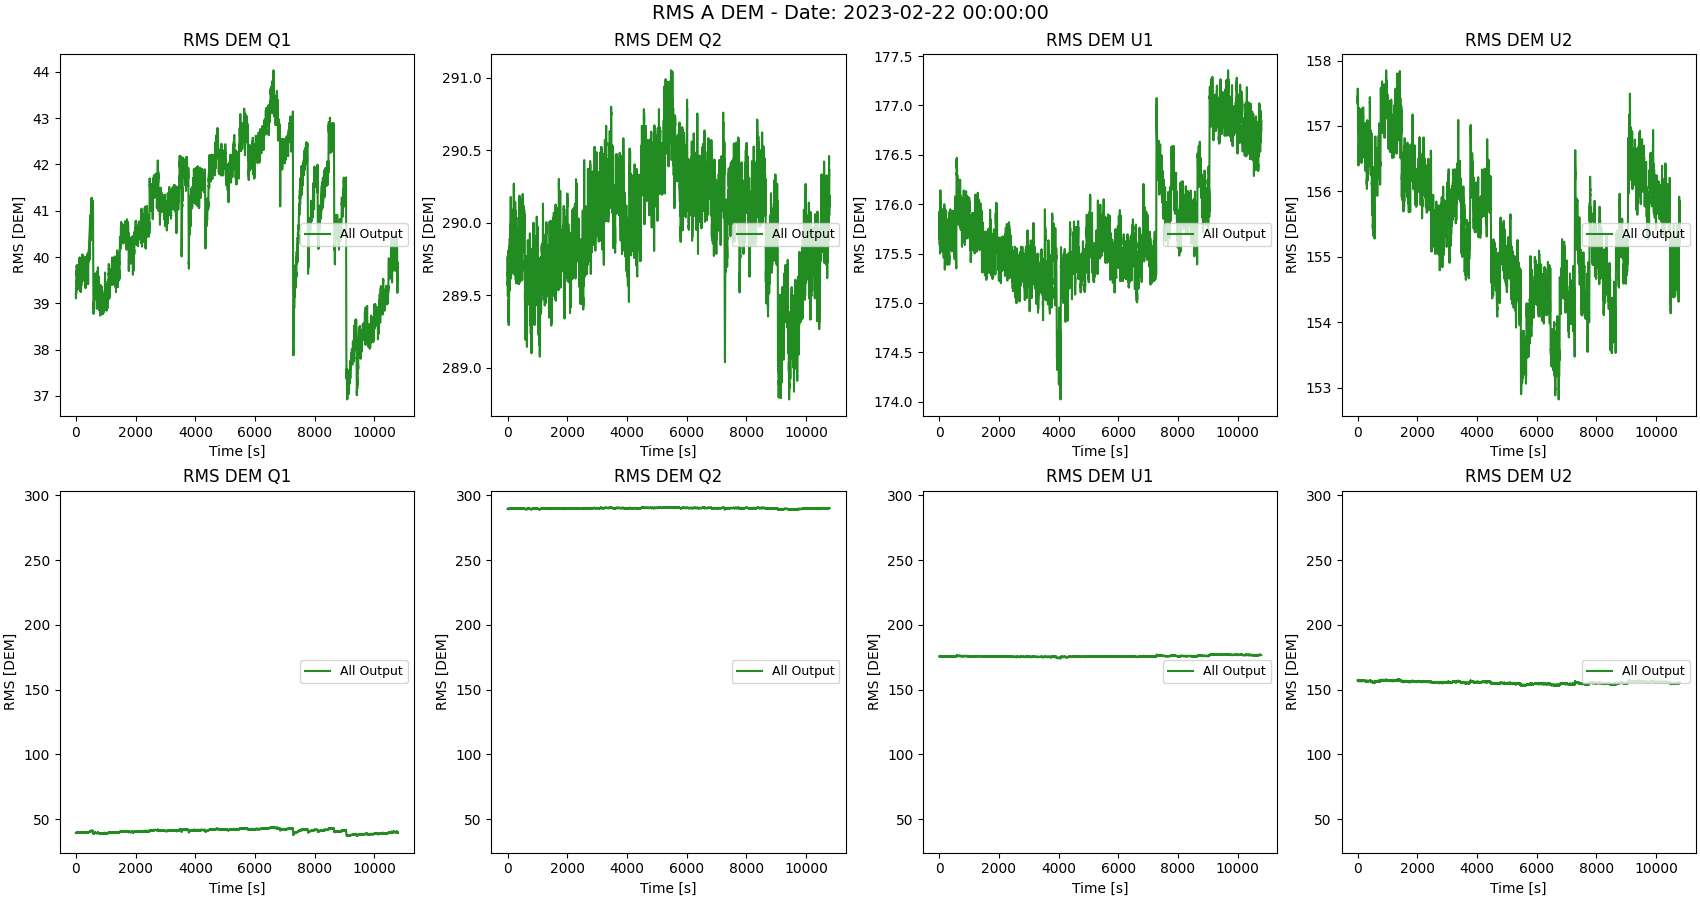 RMS A DEM - Date: 2023-02-22 00:00:00
RMS DEM Q1
RMS [DEM]
44
43
42
41
40
39
38
37
0 2000 4000 6000 8000 10000
Time [s]
All Output
RMS DEM Q2
RMS [DEM]
291.0
290.5
290.0
289.5
289.0
0 2000 4000 6000 8000 10000
Time [s]
All Output
RMS DEM U1
RMS [DEM]
177.5
177.0
176.5
176.0
175.5
175.0
174.5
174.0
0 2000 4000 6000 8000 10000
Time [s]
All Output
RMS DEM U2
RMS [DEM]
158
157
156
155
154
153
0 2000 4000 6000 8000 10000
Time [s]
All Output
RMS DEM Q1
RMS [DEM]
300
250
200
150
100
50
0 2000 4000 6000 8000 10000
Time [s]
All Output
RMS DEM Q2
RMS [DEM]
300
250
200
150
100
50
0 2000 4000 6000 8000 10000
Time [s]
All Output
RMS DEM U1
RMS [DEM]
300
250
200
150
100
50
0 2000 4000 6000 8000 10000
Time [s]
All Output
RMS DEM U2
RMS [DEM]
300
250
200
150
100
50
0 2000 4000 6000 8000 10000
Time [s]
All Output